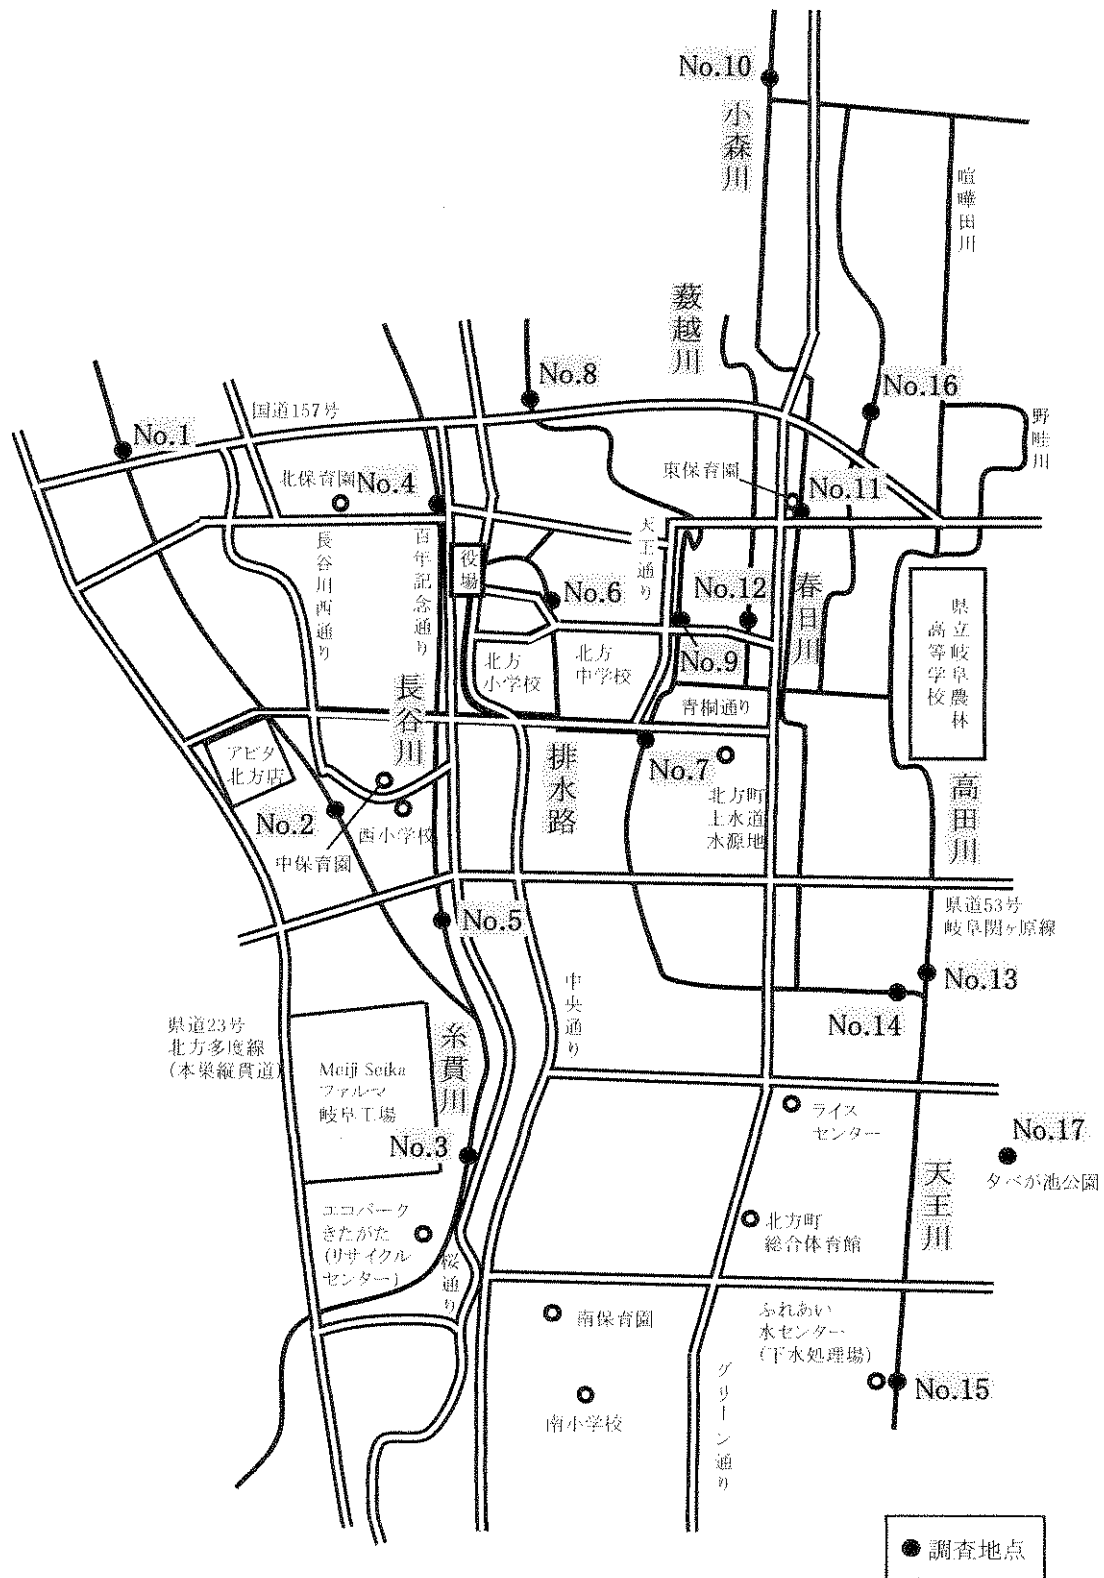 No.10
小森川
喧嘩田川
藪越川
No.8
No.16
国道157号
No.1
野畦川
北保育園
No.4
東保育園
No.11
長谷川西通り
百年記念通り
役場
天王通り
No.6
No.12
春日川
県立岐阜農林
高等学校
北方
小学校
北方
中学校
No.9
長谷川
青桐通り
アピタ
北方店
排水路
No.7
高田川
No.2
西小学校
中保育園
北方町
上水道
水源地
No.5
県道53号
岐阜関ヶ原線
No.13
中央通り
No.14
県道23号
北方多度線
(本巣縦貫道)
糸貫川
Meiji Seika
ファルマ
岐阜工場
ライス
センター
No.17
No.3
夕べが池公園
天王川
エコパーク
きたがた
(リサイクル
センター)
桜通り
北方町
総合体育館
南保育園
ふれあい
水センター
(下水処理場)
No.15
グリーン通り
南小学校
調査地点